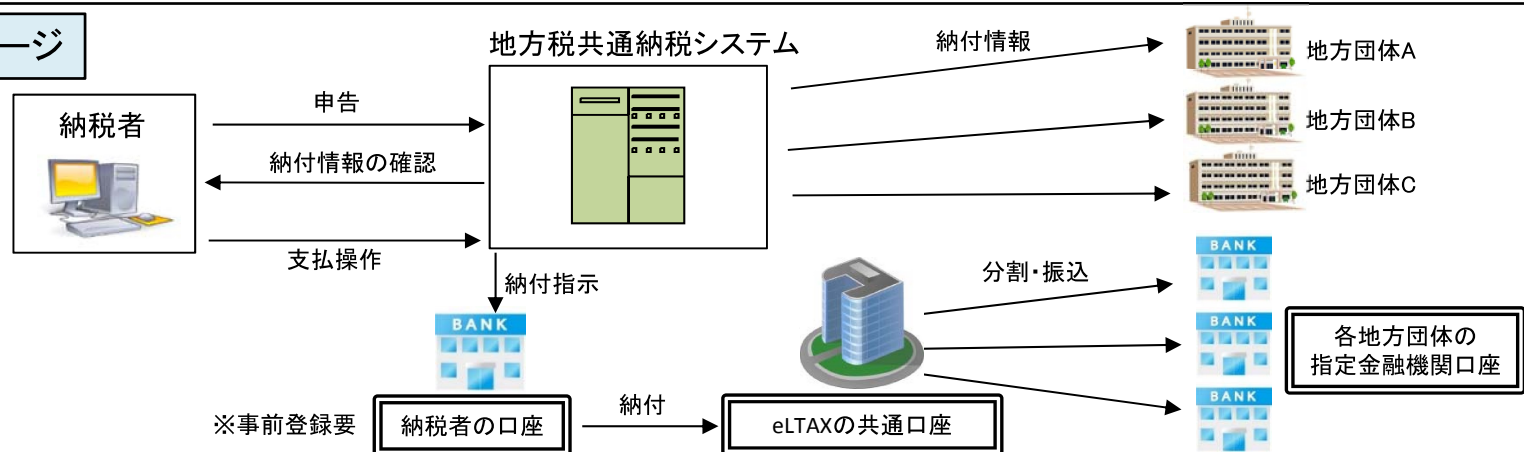 ージ
地方税共通納税システム
納付情報
地方団体A
納税者
申告
地方団体B
納付情報の確認
地方団体C
支払操作
BANK
納付指示
分割・振込
BANK
BANK
各地方団体の
指定金融機関口座
BANK
※事前登録要
納税者の口座
納付
eLTAXの共通口座